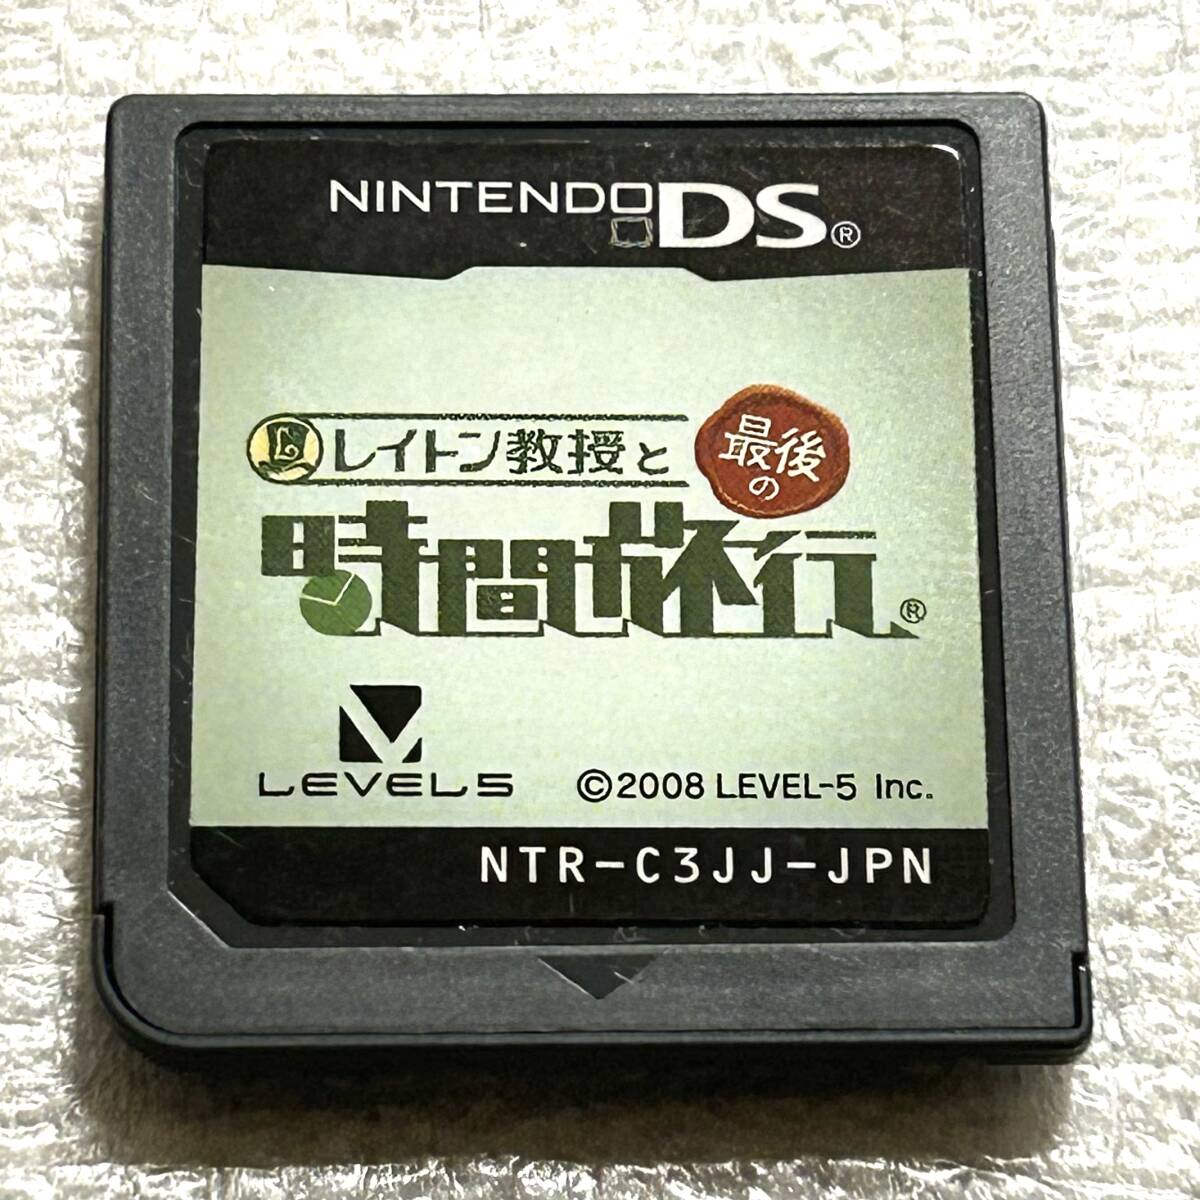 NINTENDO DS®
レイトン教授と
最後の
時間旅行®
LEVEL5
©2008 LEVEL-5 Inc.
NTR-C3JJ-JPN